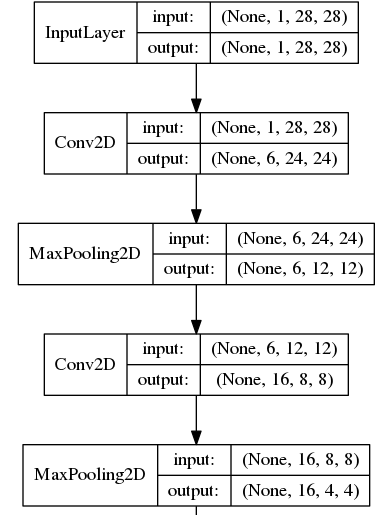 InputLayer
input: (None, 1, 28, 28)
output: (None, 1, 28, 28)
Conv2D
input: (None, 1, 28, 28)
output: (None, 6, 24, 24)
MaxPooling2D
input: (None, 6, 24, 24)
output: (None, 6, 12, 12)
Conv2D
input: (None, 6, 12, 12)
output: (None, 16, 8, 8)
MaxPooling2D
input: (None, 16, 8, 8)
output: (None, 16, 4, 4)